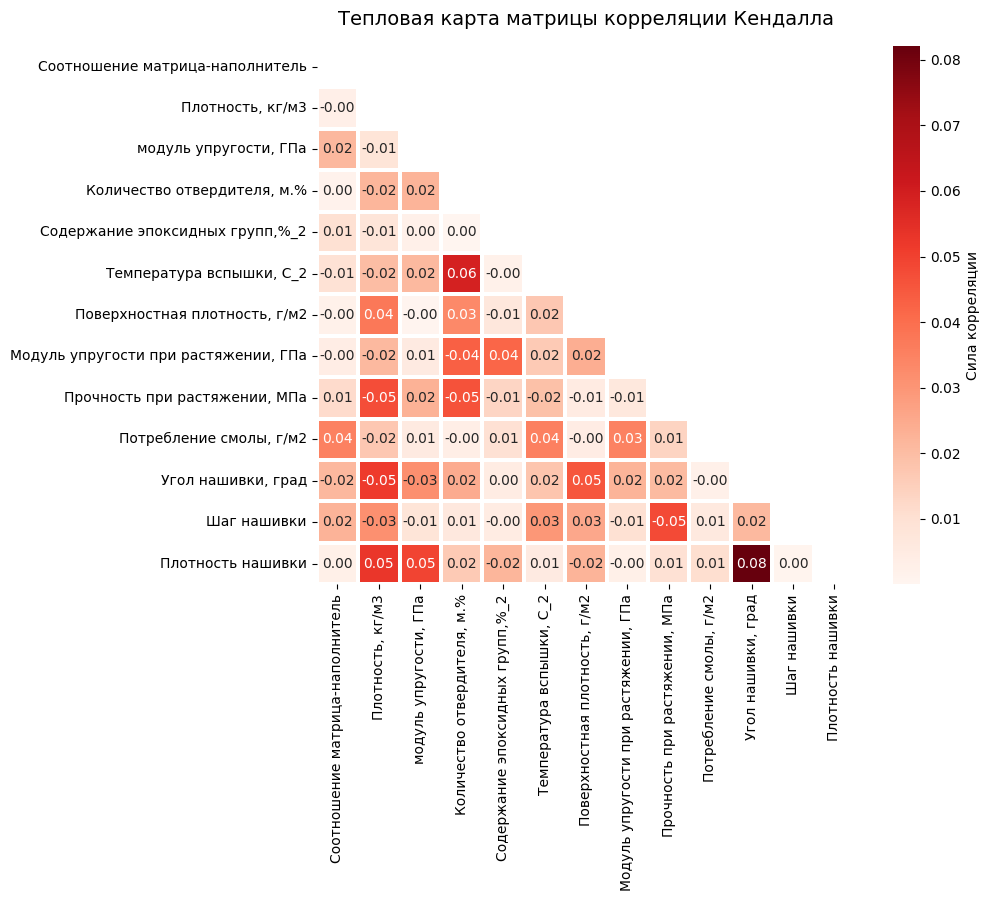 Тепловая карта матрицы корреляции Кендалла
Соотношение матрица-наполнитель
Плотность, кг/м3 -0.00
модуль упругости, ГПа 0.02 -0.01
Количество отвердителя, м.% 0.00 -0.02 0.02
Содержание эпоксидных групп,%_2 0.01 -0.01 0.00 0.00
Температура вспышки, С_2 -0.01 -0.02 0.02 0.06 -0.00
Поверхностная плотность, г/м2 -0.00 0.04 -0.00 0.03 -0.01 0.02
Модуль упругости при растяжении, ГПа -0.00 -0.02 0.01 -0.04 0.04 0.02 0.02
Прочность при растяжении, МПа 0.01 -0.05 0.02 -0.05 -0.01 -0.02 -0.01 -0.01
Потребление смолы, г/м2 0.04 -0.02 0.01 -0.00 0.01 0.04 -0.00 0.03 0.01
Угол нашивки, град -0.02 -0.05 -0.03 0.02 0.00 0.02 0.05 0.02 0.02 -0.00
Шаг нашивки 0.02 -0.03 -0.01 0.01 -0.00 0.03 0.03 -0.01 -0.05 0.01 0.02
Плотность нашивки 0.00 0.05 0.05 0.02 -0.02 0.01 -0.02 -0.00 0.01 0.01 0.08 0.00
Соотношение матрица-наполнитель
Плотность, кг/м3
модуль упругости, ГПа
Количество отвердителя, м.%
Содержание эпоксидных групп,%_2
Температура вспышки, С_2
Поверхностная плотность, г/м2
Модуль упругости при растяжении, ГПа
Прочность при растяжении, МПа
Потребление смолы, г/м2
Угол нашивки, град
Шаг нашивки
Плотность нашивки
0.08
0.07
0.06
0.05
0.04
0.03
0.02
0.01
Сила корреляции